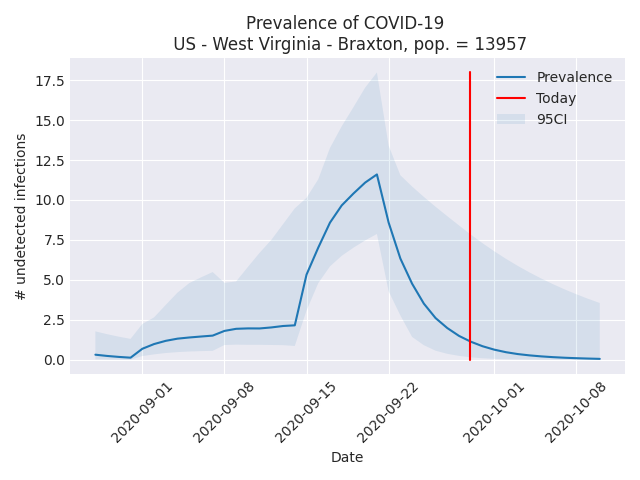 Prevalence of COVID-19
US - West Virginia - Braxton, pop. = 13957
Prevalence
Today
95CI
17.5
15.0
12.5
10.0
7.5
5.0
2.5
0.0
# undetected infections
2020-09-01
2020-09-08
2020-09-15
2020-09-22
2020-10-01
2020-10-08
Date